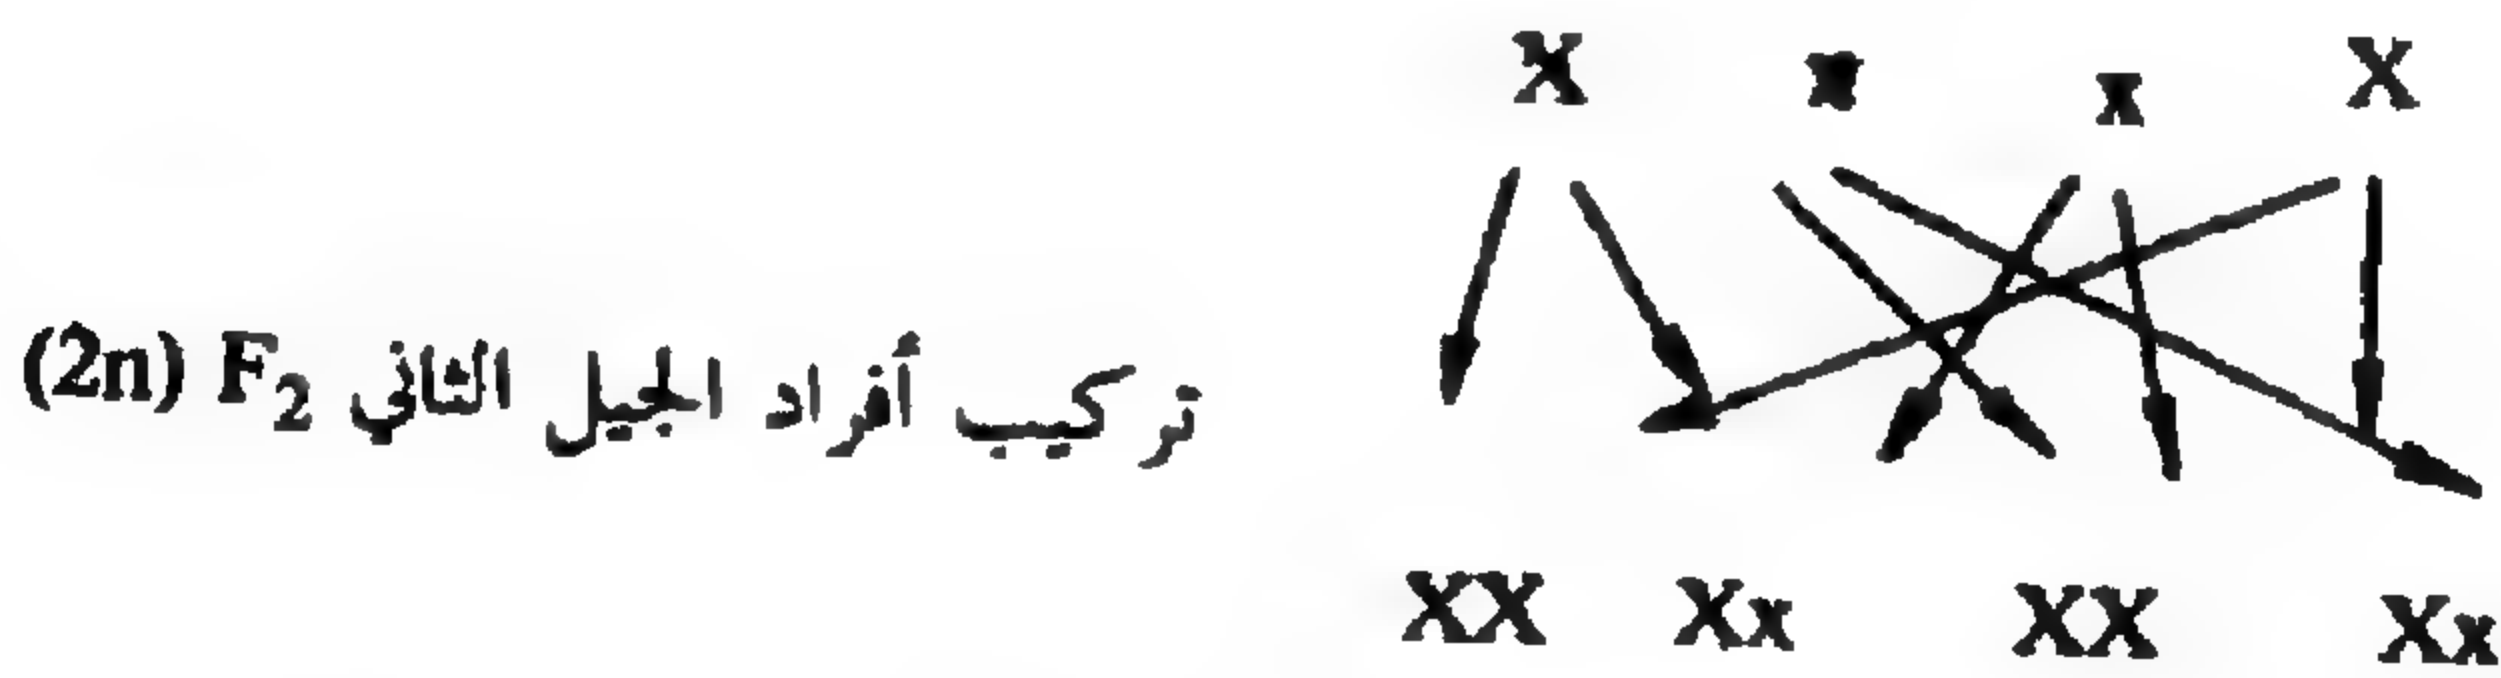 X x x X
تركيب أفراد الجيل الثاني F2 (2n)
XX Xx XX Xx